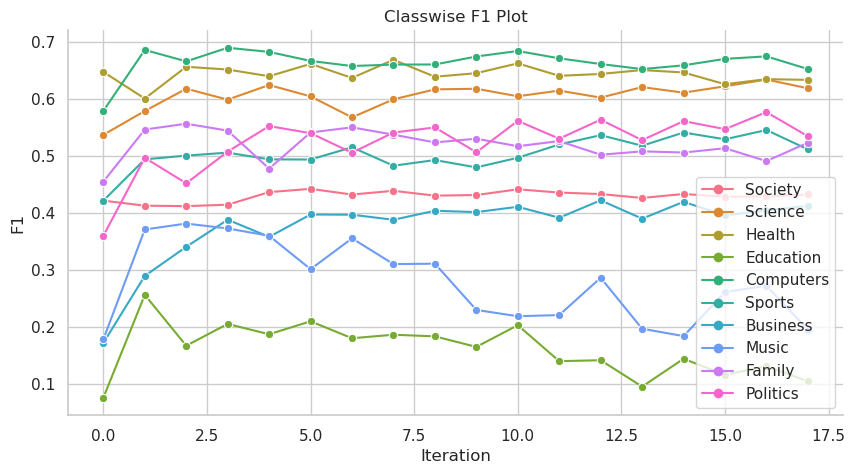 Classwise F1 Plot
0.7
0.6
0.5
0.4
0.3
0.2
0.1
F1
Society
Science
Health
Education
Computers
Sports
Business
Music
Family
Politics
0.0 2.5 5.0 7.5 10.0 12.5 15.0 17.5
Iteration